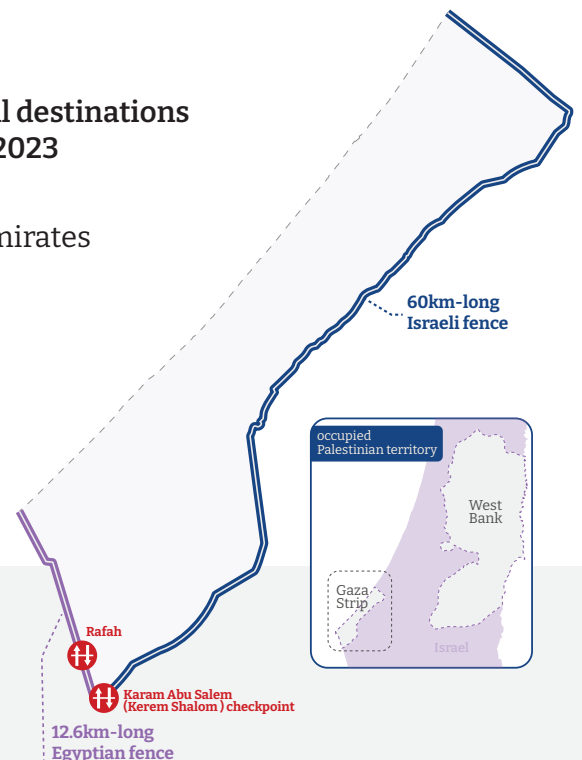 l destinations
2023
mirates
60km-long
Israeli fence
occupied
Palestinian territory
West
Bank
Gaza
Strip
Israel
Rafah
Karam Abu Salem
(Kerem Shalom) checkpoint
12.6km-long
Egyptian fence